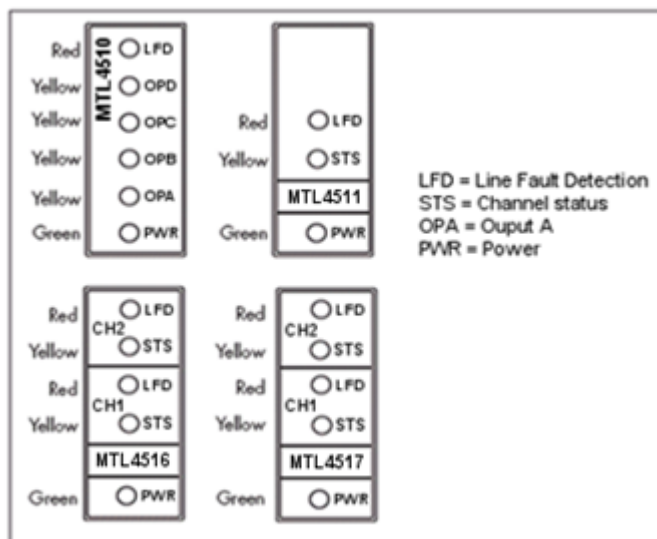 MTL4510
Red LFD
Yellow OPD
Yellow OPC
Yellow OPB
Yellow OPA
Green PWR
Red LFD
Yellow STS
MTL4511
Green PWR
LFD = Line Fault Detection
STS = Channel status
OPA = Ouput A
PWR = Power
Red LFD
CH2
Yellow STS
Red LFD
CH1
Yellow STS
MTL4516
Green PWR
Red LFD
CH2
Yellow STS
Red LFD
CH1
Yellow STS
MTL4517
Green PWR